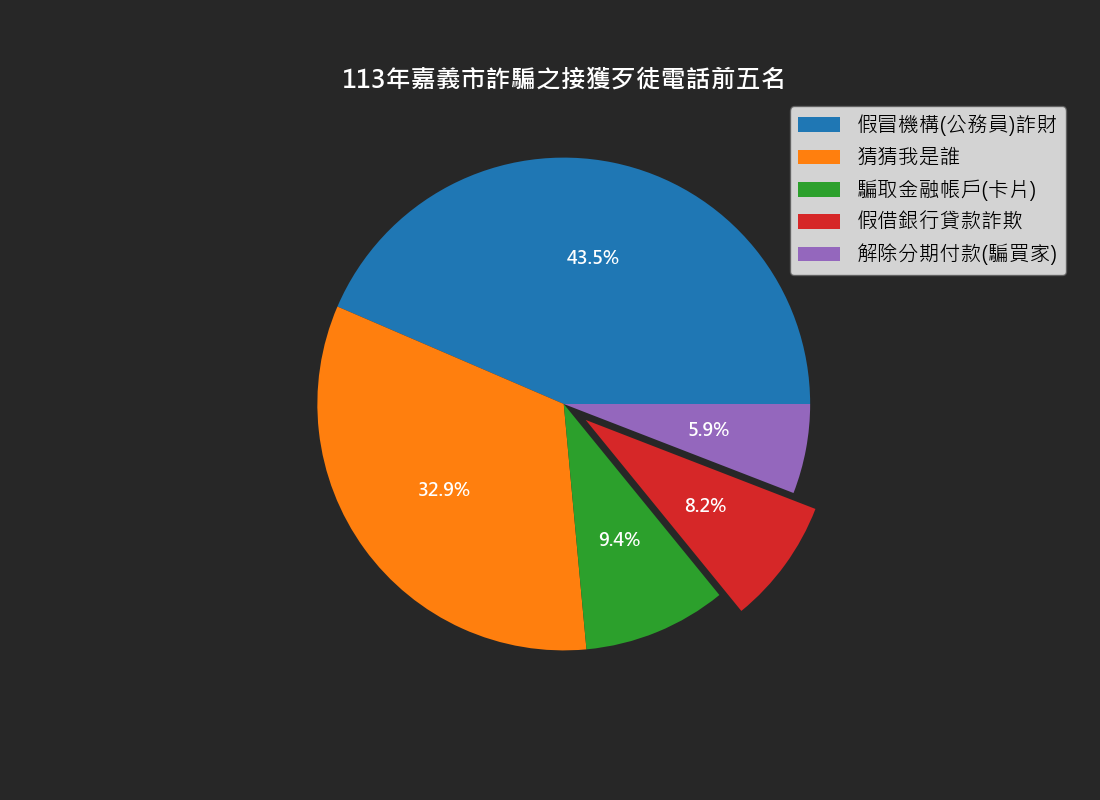 113年嘉義市詐騙之接獲歹徒電話前五名
假冒機構(公務員)詐財
猜猜我是誰
騙取金融帳戶(卡片)
假借銀行貸款詐欺
解除分期付款(騙買家)
43.5%
32.9%
9.4%
8.2%
5.9%